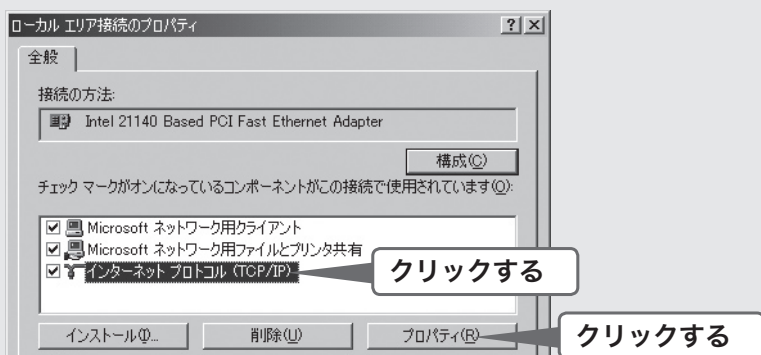 ローカル エリア接続のプロパティ
? ×
全般
接続の方法:
Intel 21140 Based PCI Fast Ethernet Adapter
構成(C)
チェック マークがオンになっているコンポーネントがこの接続で使用されています(O):
Microsoft ネットワーク用クライアント
Microsoft ネットワーク用ファイルとプリンタ共有
インターネット プロトコル (TCP/IP)
クリックする
インストール(I)... 削除(U) プロパティ(R)
クリックする